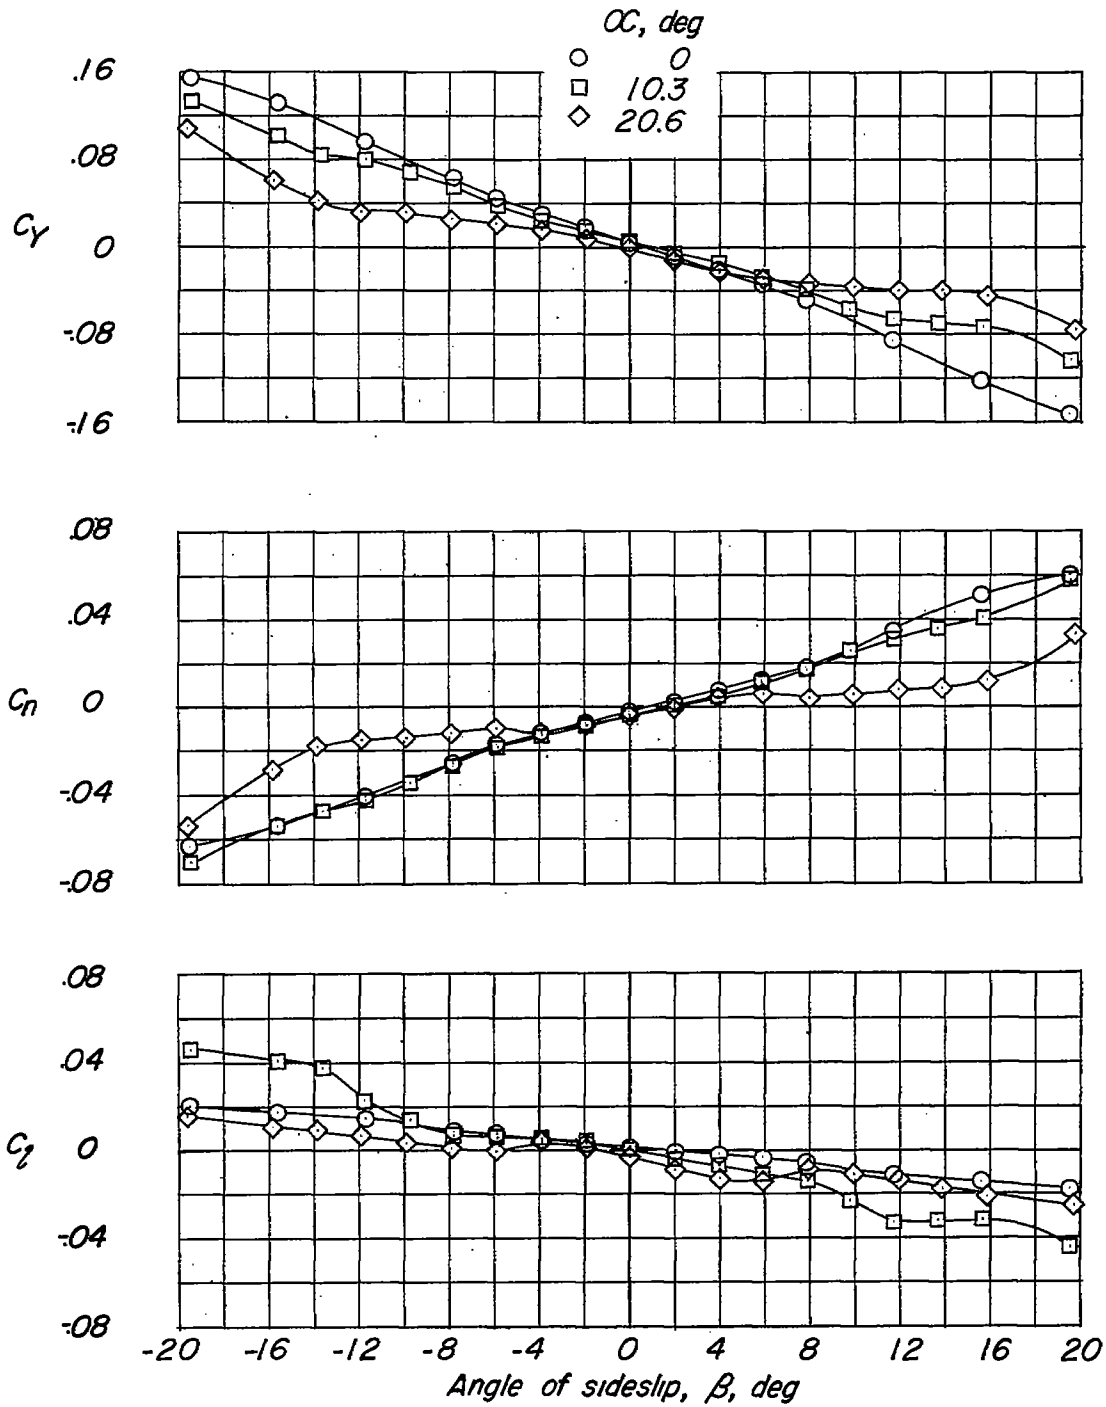 α, deg
0
10.3
20.6
.16
.08
C_Y 0
-.08
-.16
.08
.04
C_n 0
-.04
-.08
.08
.04
C_l 0
-.04
-.08
-20 -16 -12 -8 -4 0 4 8 12 16 20
Angle of sideslip, β, deg